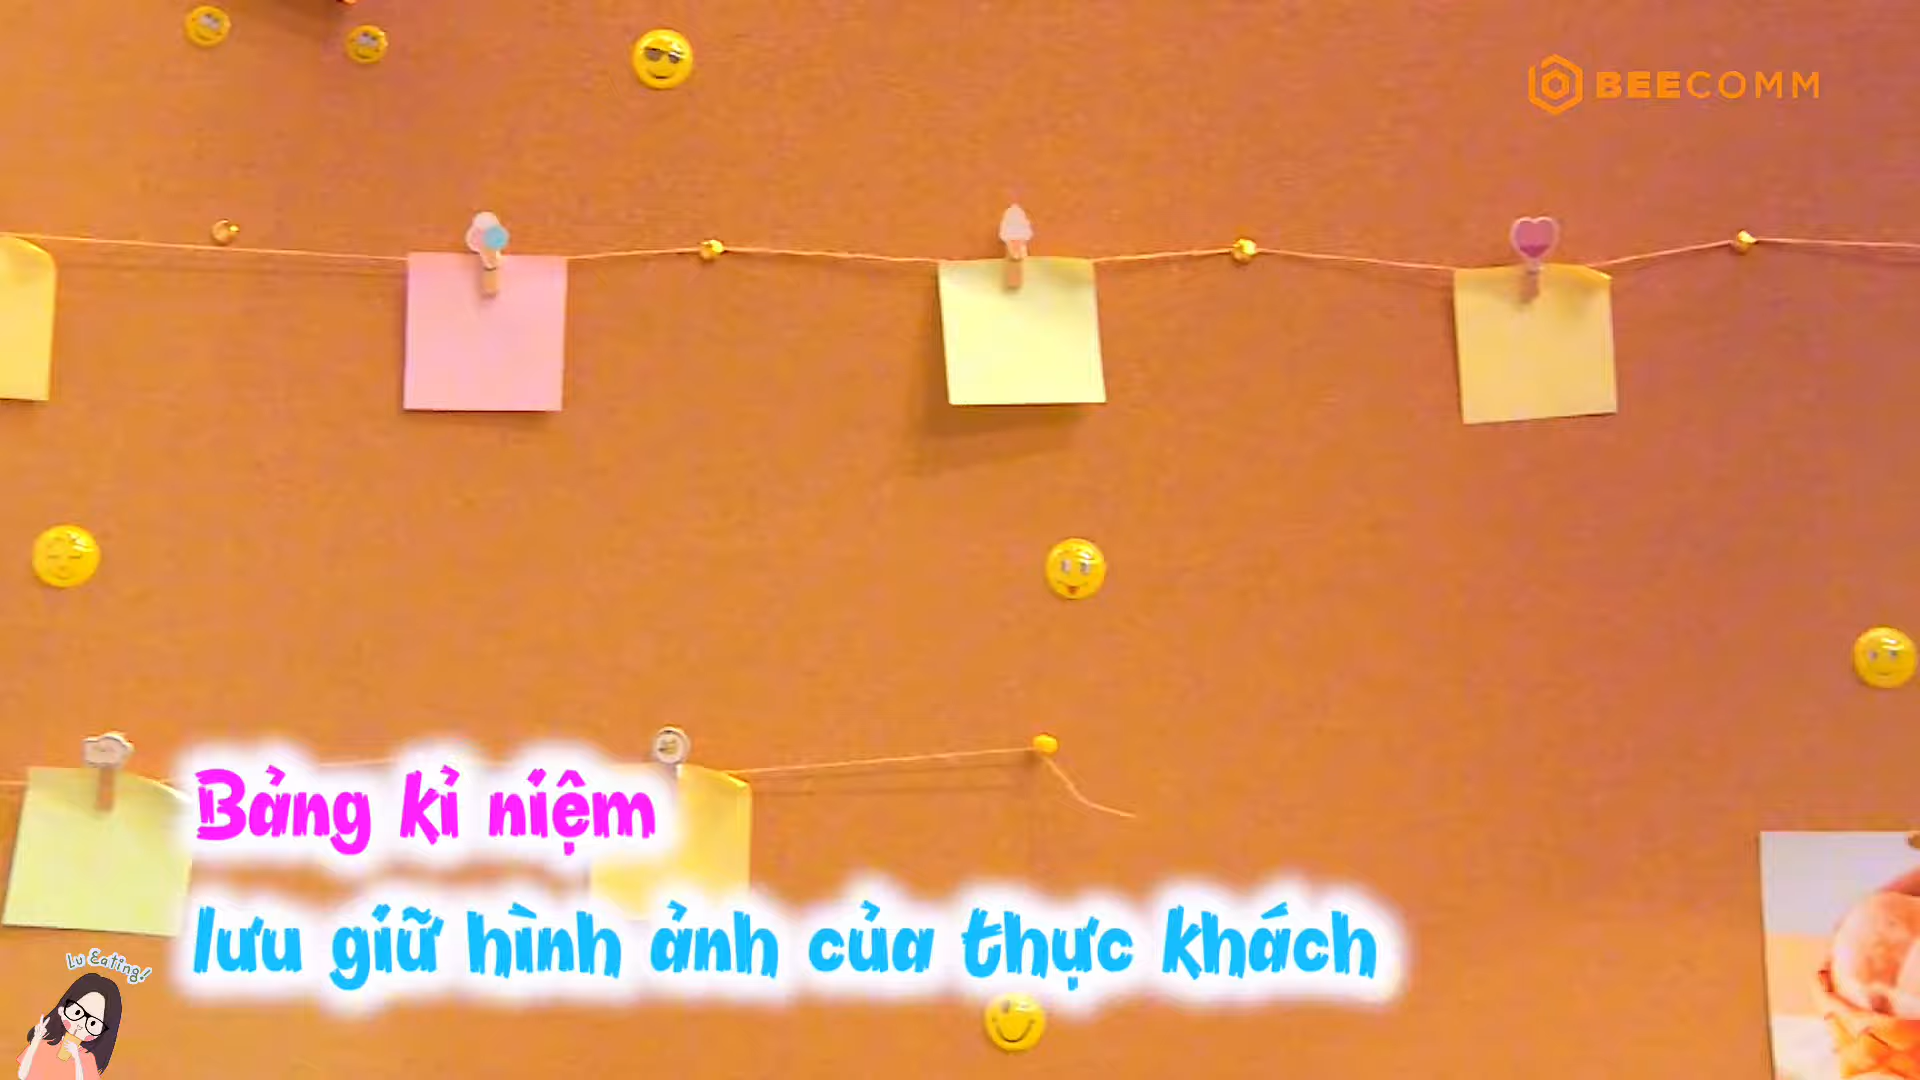 BEECOMM
Bảng kỉ niệm
lưu giữ hình ảnh của thực khách
Lu Eating!